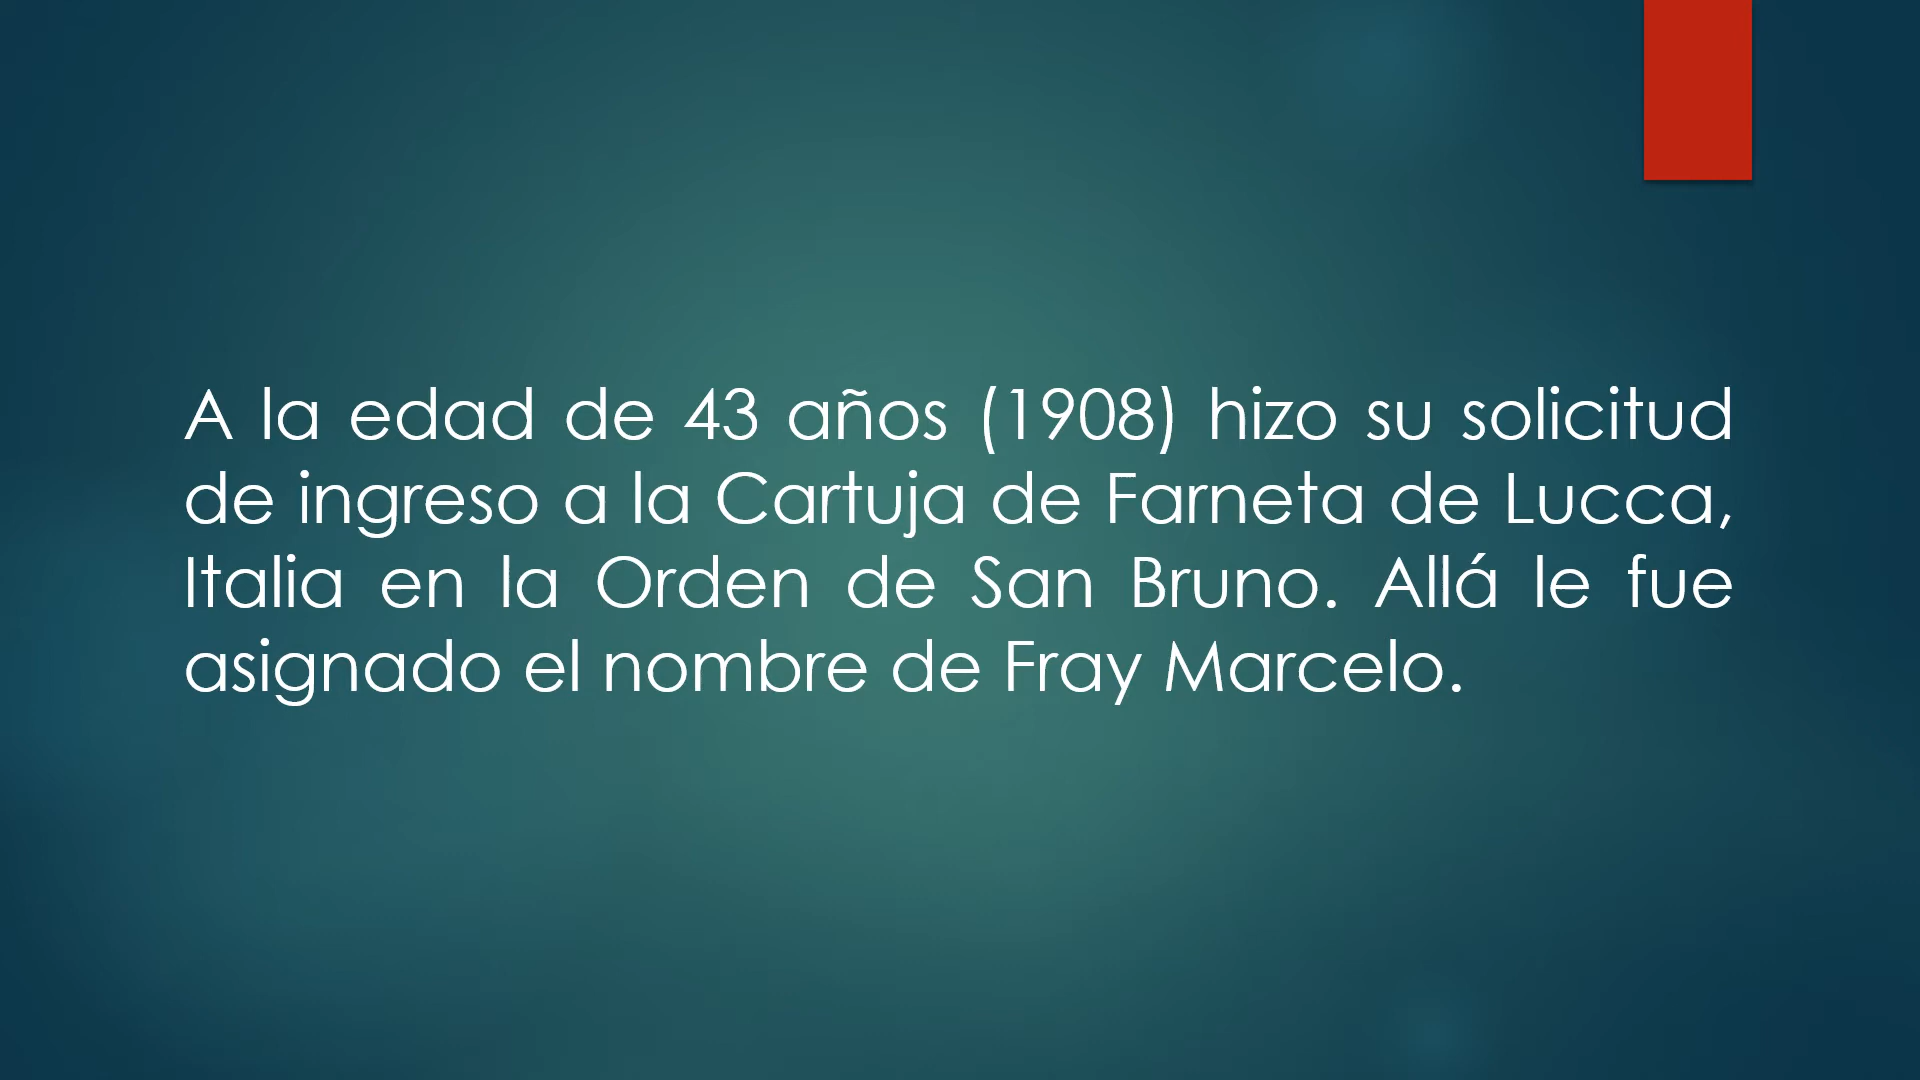 A la edad de 43 años (1908) hizo su solicitud
de ingreso a la Cartuja de Farneta de Lucca,
Italia en la Orden de San Bruno. Allá le fue
asignado el nombre de Fray Marcelo.